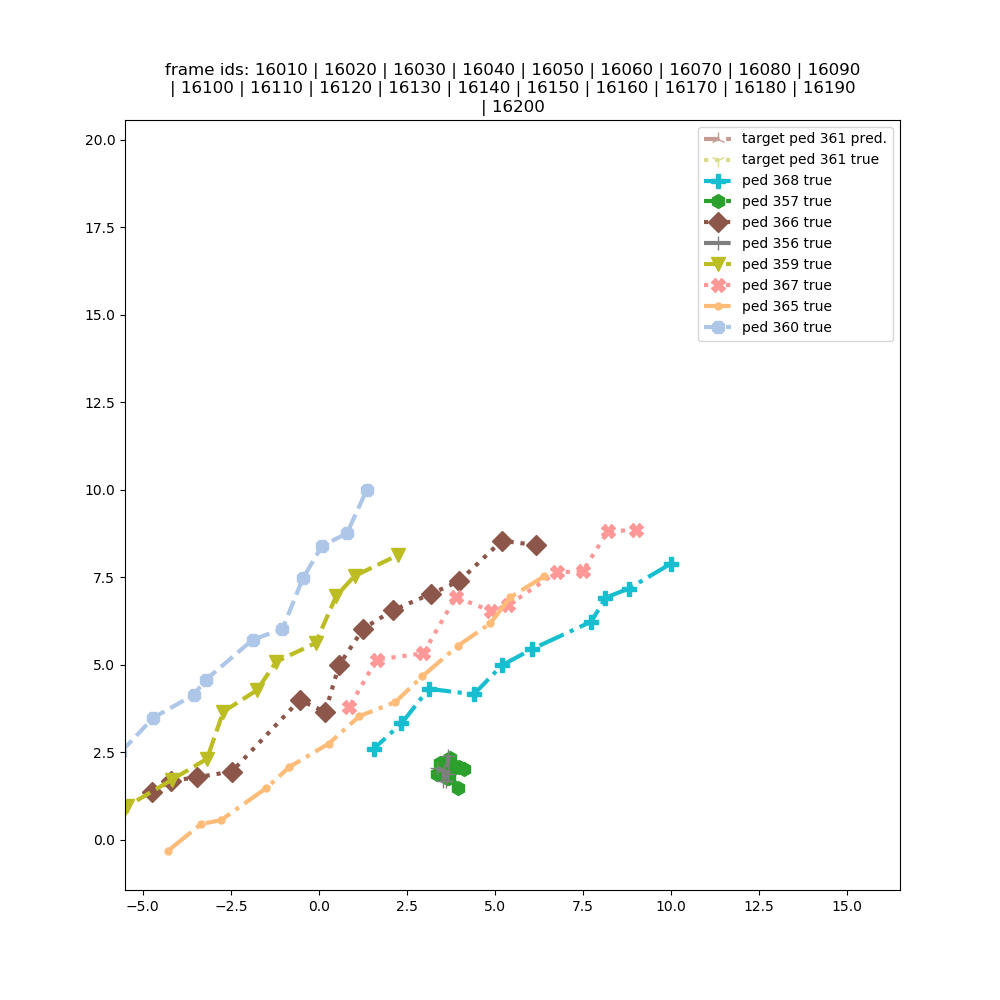 frame ids: 16010 | 16020 | 16030 | 16040 | 16050 | 16060 | 16070 | 16080 | 16090
| 16100 | 16110 | 16120 | 16130 | 16140 | 16150 | 16160 | 16170 | 16180 | 16190
| 16200
target ped 361 pred.
target ped 361 true
ped 368 true
ped 357 true
ped 366 true
ped 356 true
ped 359 true
ped 367 true
ped 365 true
ped 360 true
20.0
17.5
15.0
12.5
10.0
7.5
5.0
2.5
0.0
−5.0 −2.5 0.0 2.5 5.0 7.5 10.0 12.5 15.0